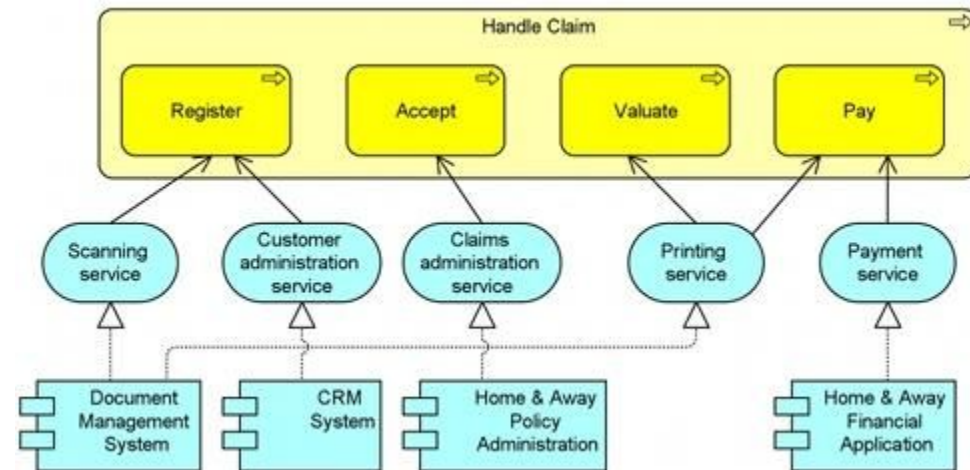 Handle Claim
Register
Accept
Valuate
Pay
Scanning
service
Customer
administration
service
Claims
administration
service
Printing
service
Payment
service
Document
Management
System
CRM
System
Home & Away
Policy
Administration
Home & Away
Financial
Application